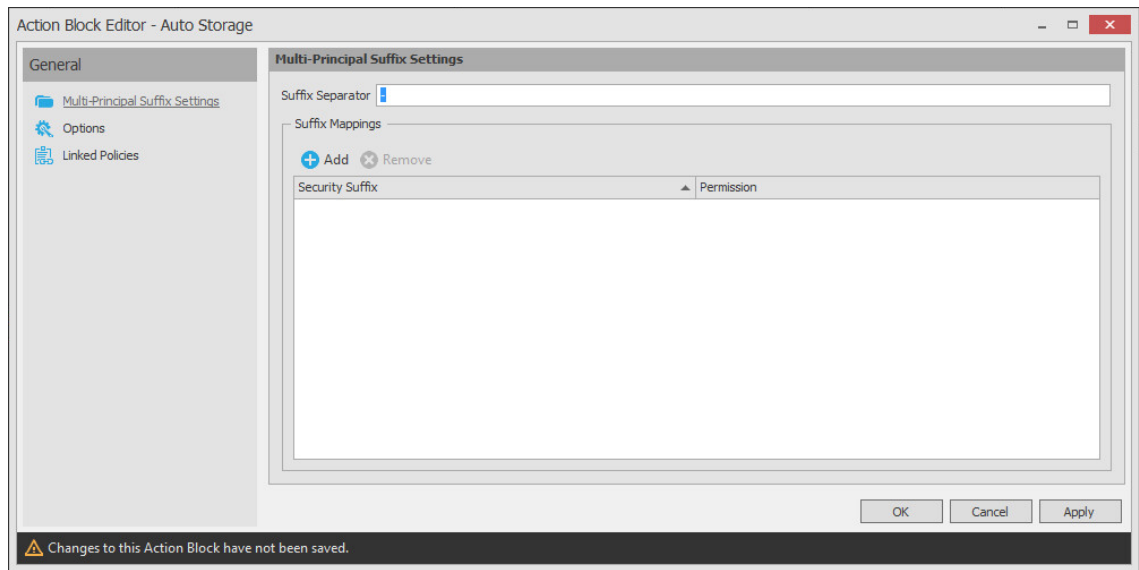 Action Block Editor - Auto Storage
General
Multi-Principal Suffix Settings
Options
Linked Policies
Multi-Principal Suffix Settings
Suffix Separator -
Suffix Mappings
Add Remove
Security Suffix Permission
OK Cancel Apply
Changes to this Action Block have not been saved.